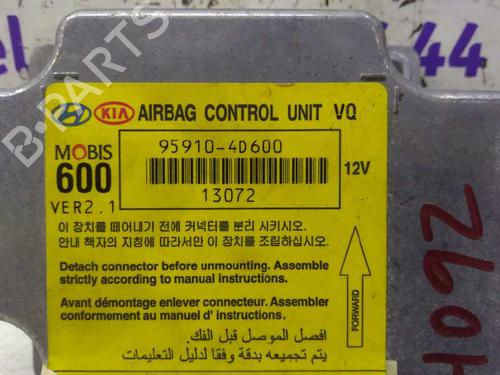 B-PARTS
44
HYUNDAI KIA AIRBAG CONTROL UNIT VQ
MOBIS
600
VER2.1
95910-4D600
12V
13072
이 장치를 떼어내기 전에 커넥터를 분리 시키시오.
안내 책자의 지침에 따라서만 이 장치를 조립하십시오.
Detach connector before unmounting. Assemble
strictly according to manual instructions.
Avant démontage enlever connecteur. Assembler
conformement au manuel d' instructions.
افصل الموصل قبل الفك.
يتم تجميعه بدقة وفقا لدليل التعليمات
FORWARD